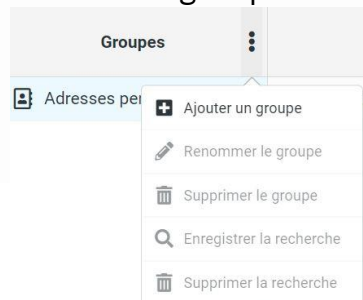 Groupes
Adresses per
Ajouter un groupe
Renommer le groupe
Supprimer le groupe
Enregistrer la recherche
Supprimer la recherche